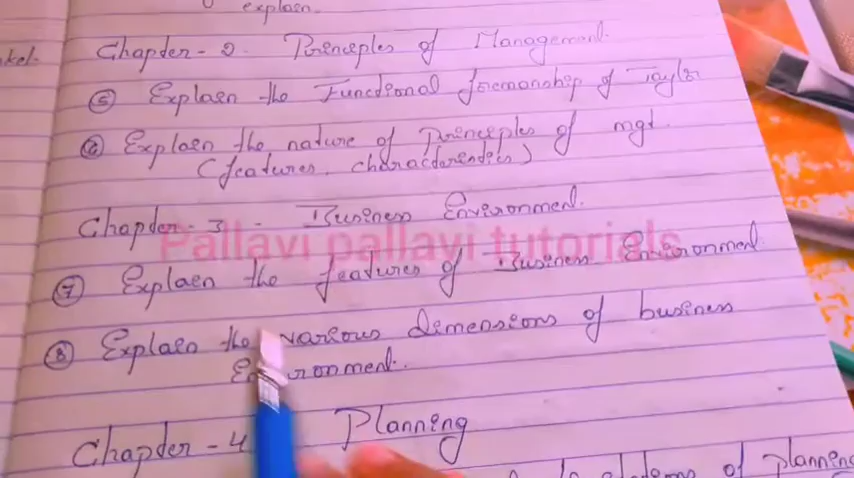 explain.
Chapter-2. Principles of Management.
⑤ Explain the Functional foremanship of Taylor
⑥ Explain the nature of Principles of mgt.
(features, characteristics)
Chapter-3 - Business Environment.
Pallavi pallavi tutorials
⑦ Explain the features of Business Environment
⑧ Explain the various dimensions of business
Environment.
Chapter-4 Planning
of planning